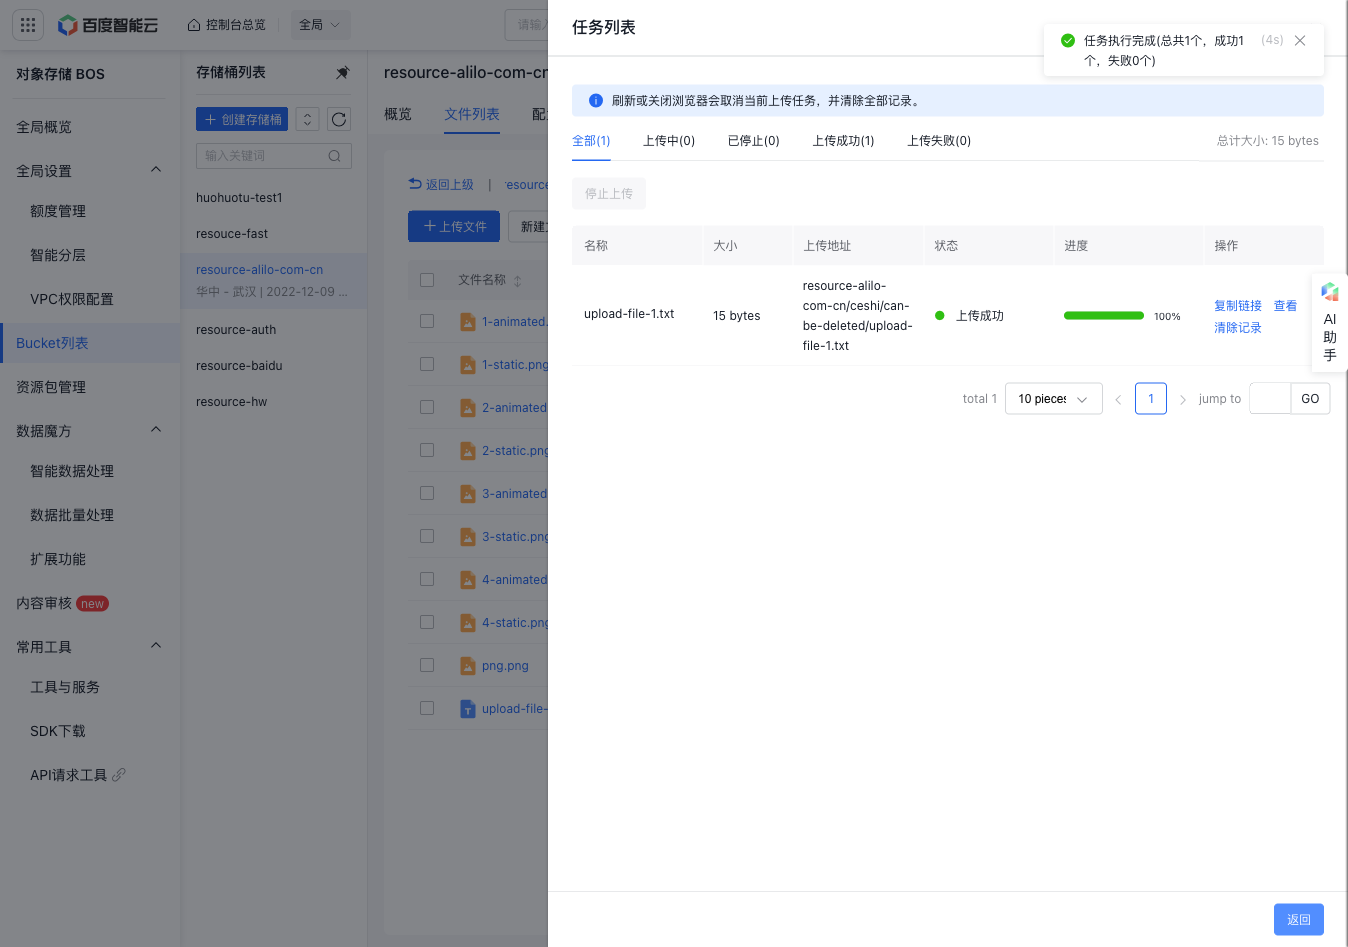 百度智能云
控制台总览
全局
请输入
对象存储 BOS
全局概览
全局设置
额度管理
智能分层
VPC权限配置
Bucket列表
资源包管理
数据魔方
智能数据处理
数据批量处理
扩展功能
内容审核 new
常用工具
工具与服务
SDK下载
API请求工具
存储桶列表
创建存储桶
输入关键词
huohuotu-test1
resouce-fast
resource-alilo-com-cn
华中 - 武汉 | 2022-12-09 ...
resource-auth
resource-baidu
resource-hw
resource-alilo-com-cn
概览
文件列表
返回上级 | resource
上传文件
文件名称
1-animated.
1-static.png
2-animated
2-static.png
3-animated
3-static.png
4-animated
4-static.png
png.png
upload-file-
任务列表
任务执行完成(总共1个，成功1
个，失败0个)
(4s)
刷新或关闭浏览器会取消当前上传任务，并清除全部记录。
全部(1)
上传中(0)
已停止(0)
上传成功(1)
上传失败(0)
总计大小: 15 bytes
停止上传
名称
大小
上传地址
状态
进度
操作
upload-file-1.txt
15 bytes
resource-alilo-
com-cn/ceshi/can-
be-deleted/upload-
file-1.txt
上传成功
100%
复制链接 查看
清除记录
total 1
10 pieces
1
jump to
GO
AI
助
手
返回